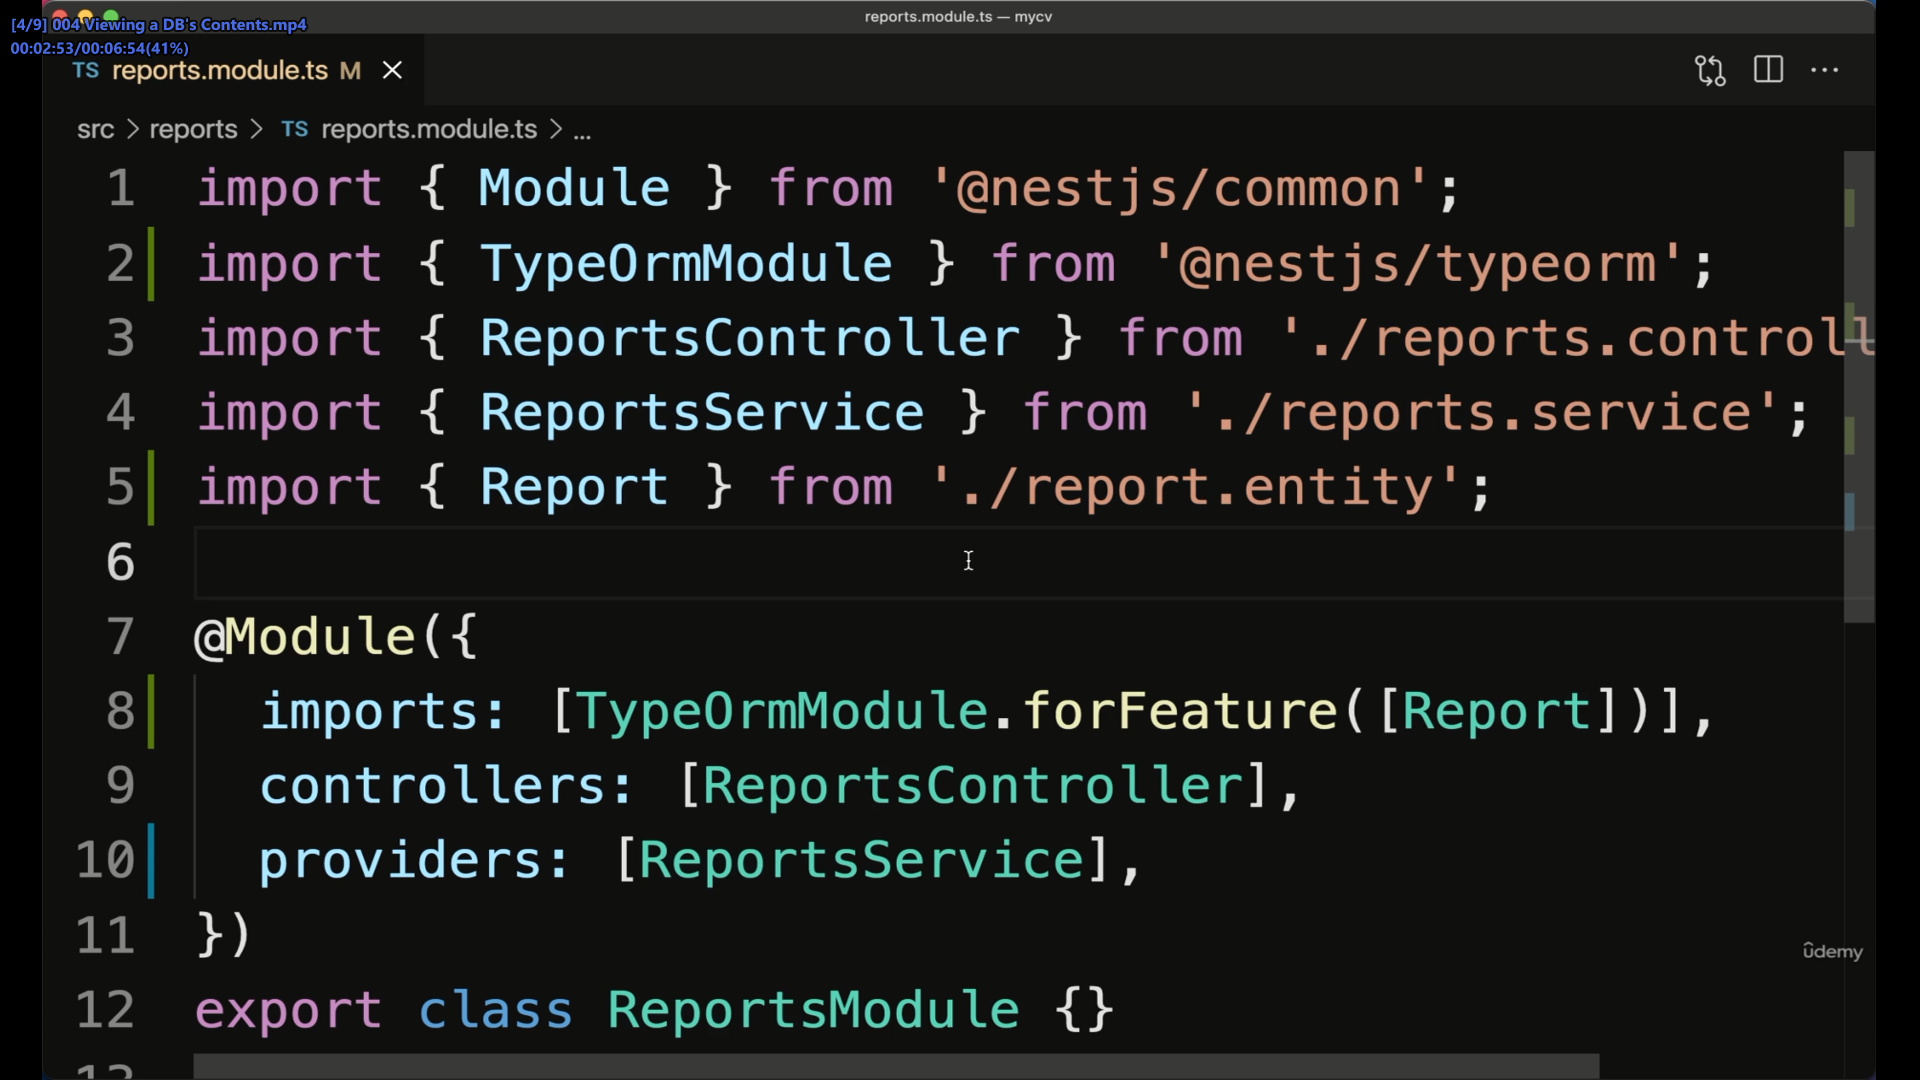 reports.module.ts — mycv
[4/9] 004 Viewing a DB's Contents.mp4
00:02:53/00:06:54(41%)
TS reports.module.ts M
src > reports > TS reports.module.ts > ...
1 import { Module } from '@nestjs/common';
2 import { TypeOrmModule } from '@nestjs/typeorm';
3 import { ReportsController } from './reports.controll
4 import { ReportsService } from './reports.service';
5 import { Report } from './report.entity';
6
7 @Module({
8 imports: [TypeOrmModule.forFeature([Report])],
9 controllers: [ReportsController],
10 providers: [ReportsService],
11 })
12 export class ReportsModule {}
13
ûdemy